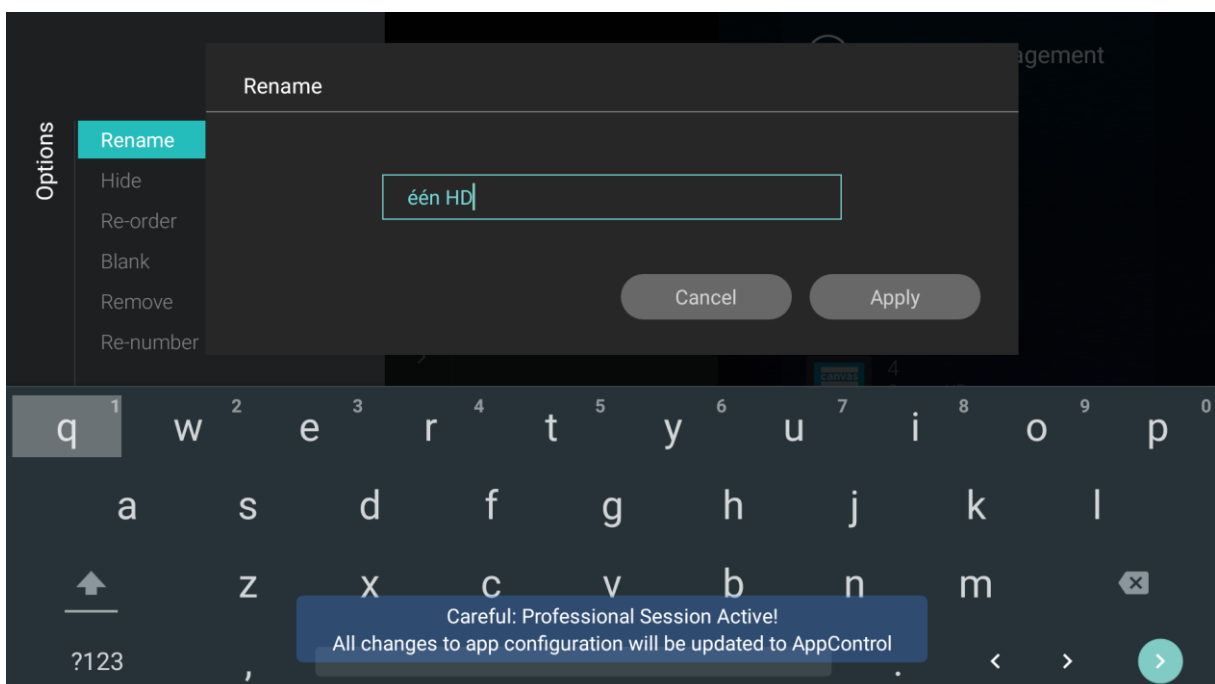 agement
Rename
Options
Rename
Hide
Re-order
Blank
Remove
Re-number
één HD
Cancel
Apply
canvas
4
q 1 w 2 e 3 r 4 t 5 y 6 u 7 i 8 o 9 p 0
a s d f g h j k l
z x c v b n m
Careful: Professional Session Active!
All changes to app configuration will be updated to AppControl
?123 , . < > >